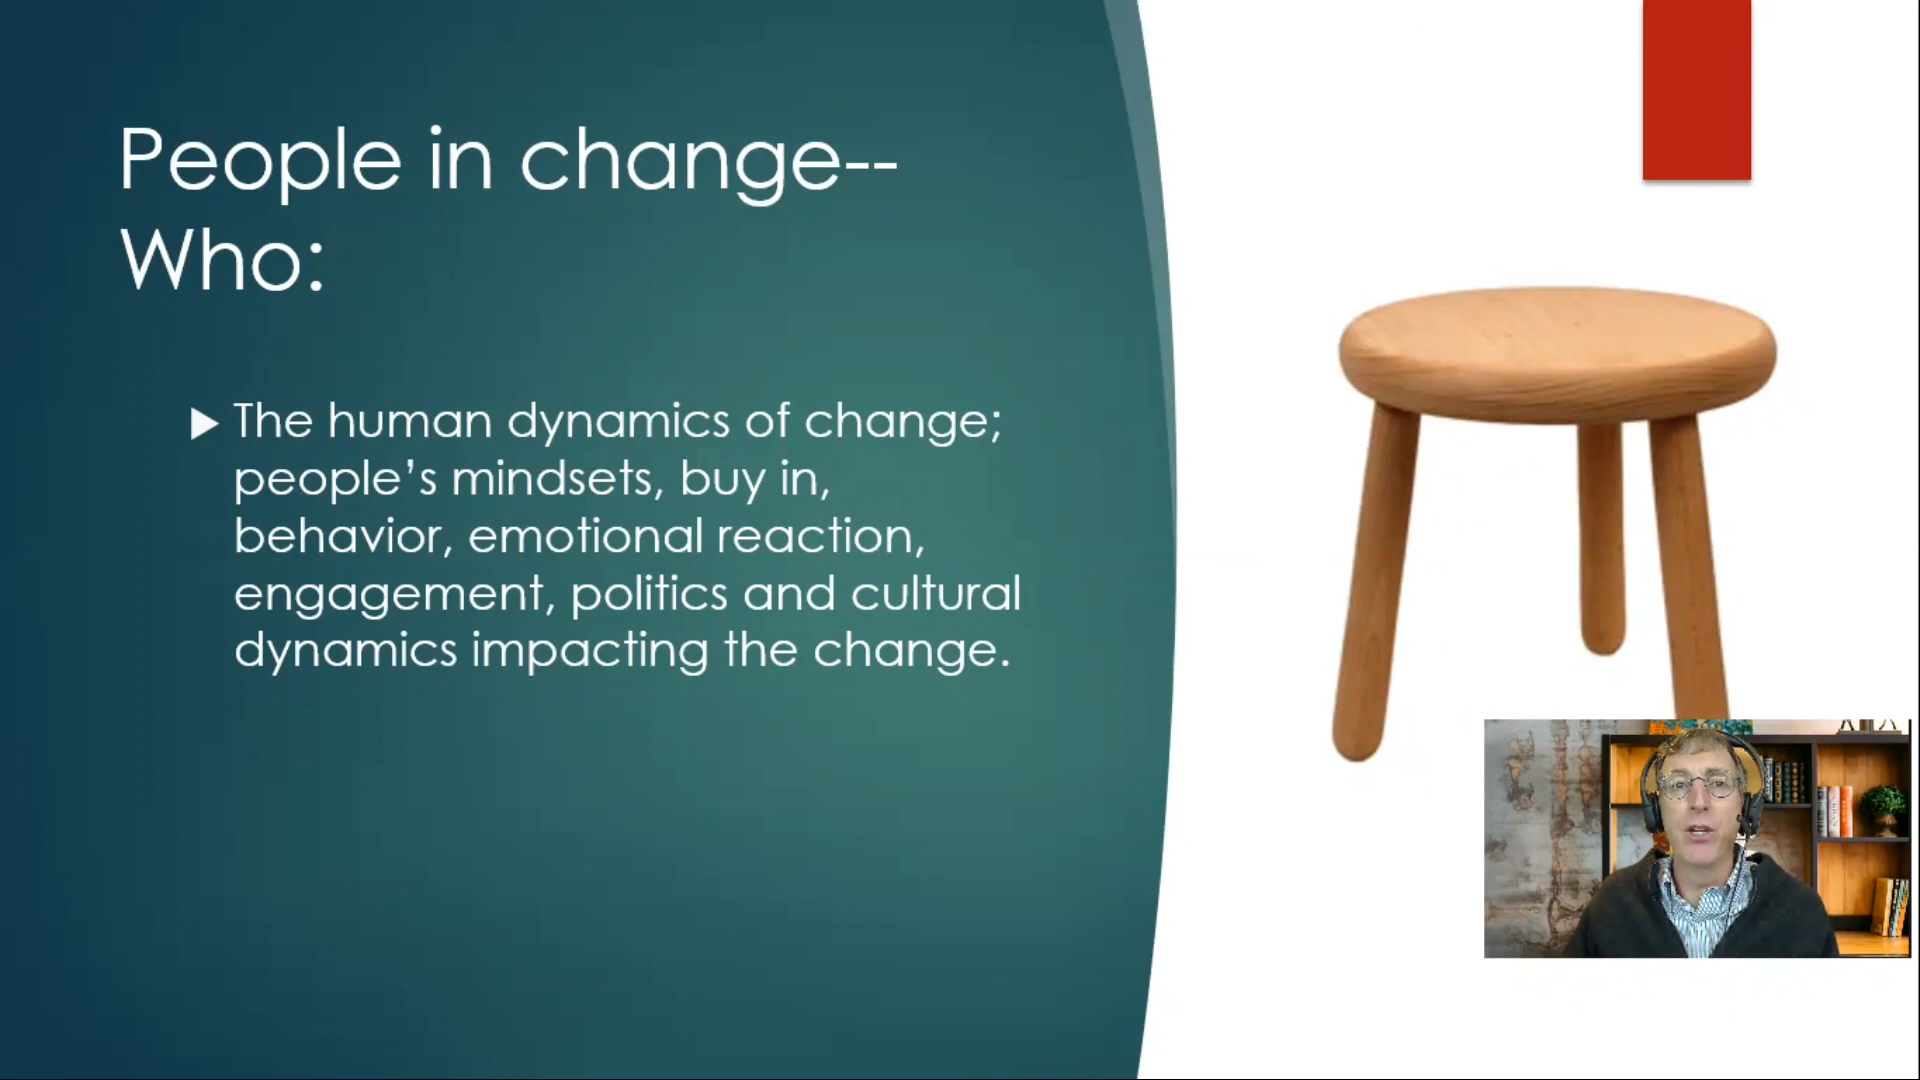 People in change--
Who:
The human dynamics of change;
people’s mindsets, buy in,
behavior, emotional reaction,
engagement, politics and cultural
dynamics impacting the change.